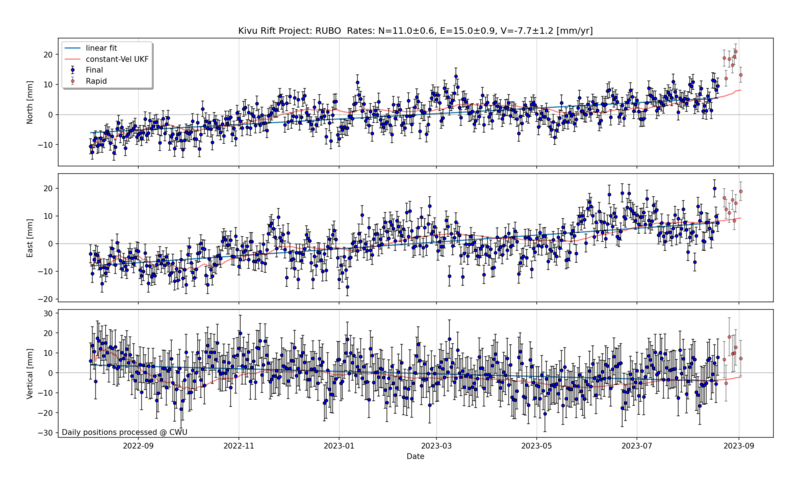 Kivu Rift Project: RUBO  Rates: N=11.0±0.6, E=15.0±0.9, V=-7.7±1.2 [mm/yr]
linear fit
constant-Vel UKF
Final
Rapid
North [mm]
20
10
0
−10
East [mm]
20
10
0
−10
−20
Vertical [mm]
30
20
10
0
−10
−20
−30
Daily positions processed @ CWU
2022-09 2022-11 2023-01 2023-03 2023-05 2023-07 2023-09
Date